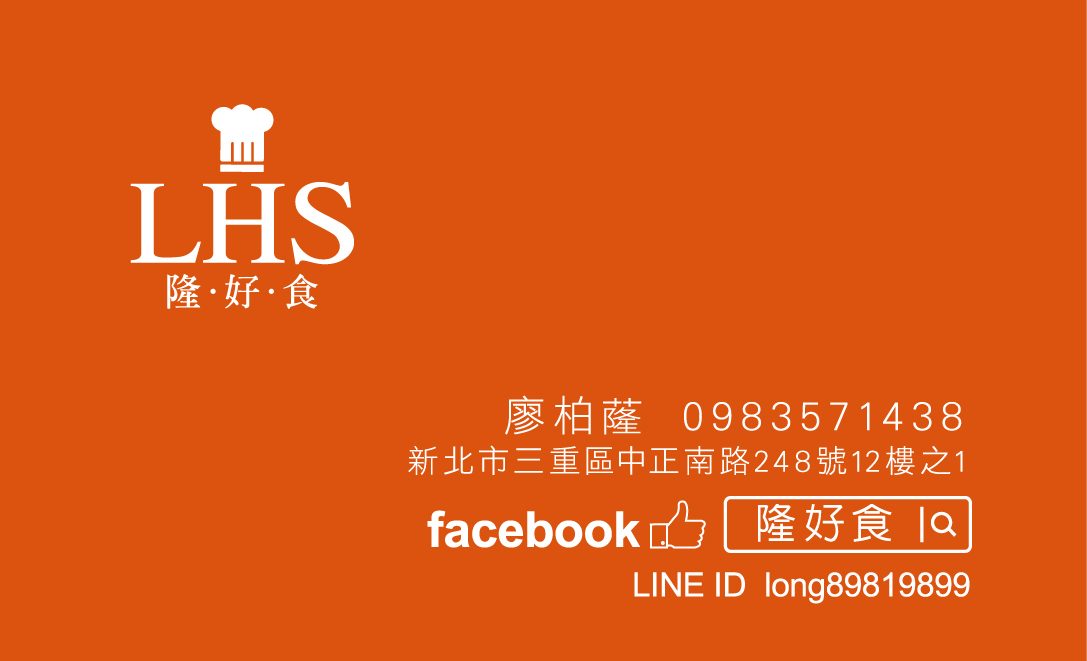 LHS
隆·好·食
廖柏薩 0983571438
新北市三重區中正南路248號12樓之1
facebook 隆好食
LINE ID long89819899